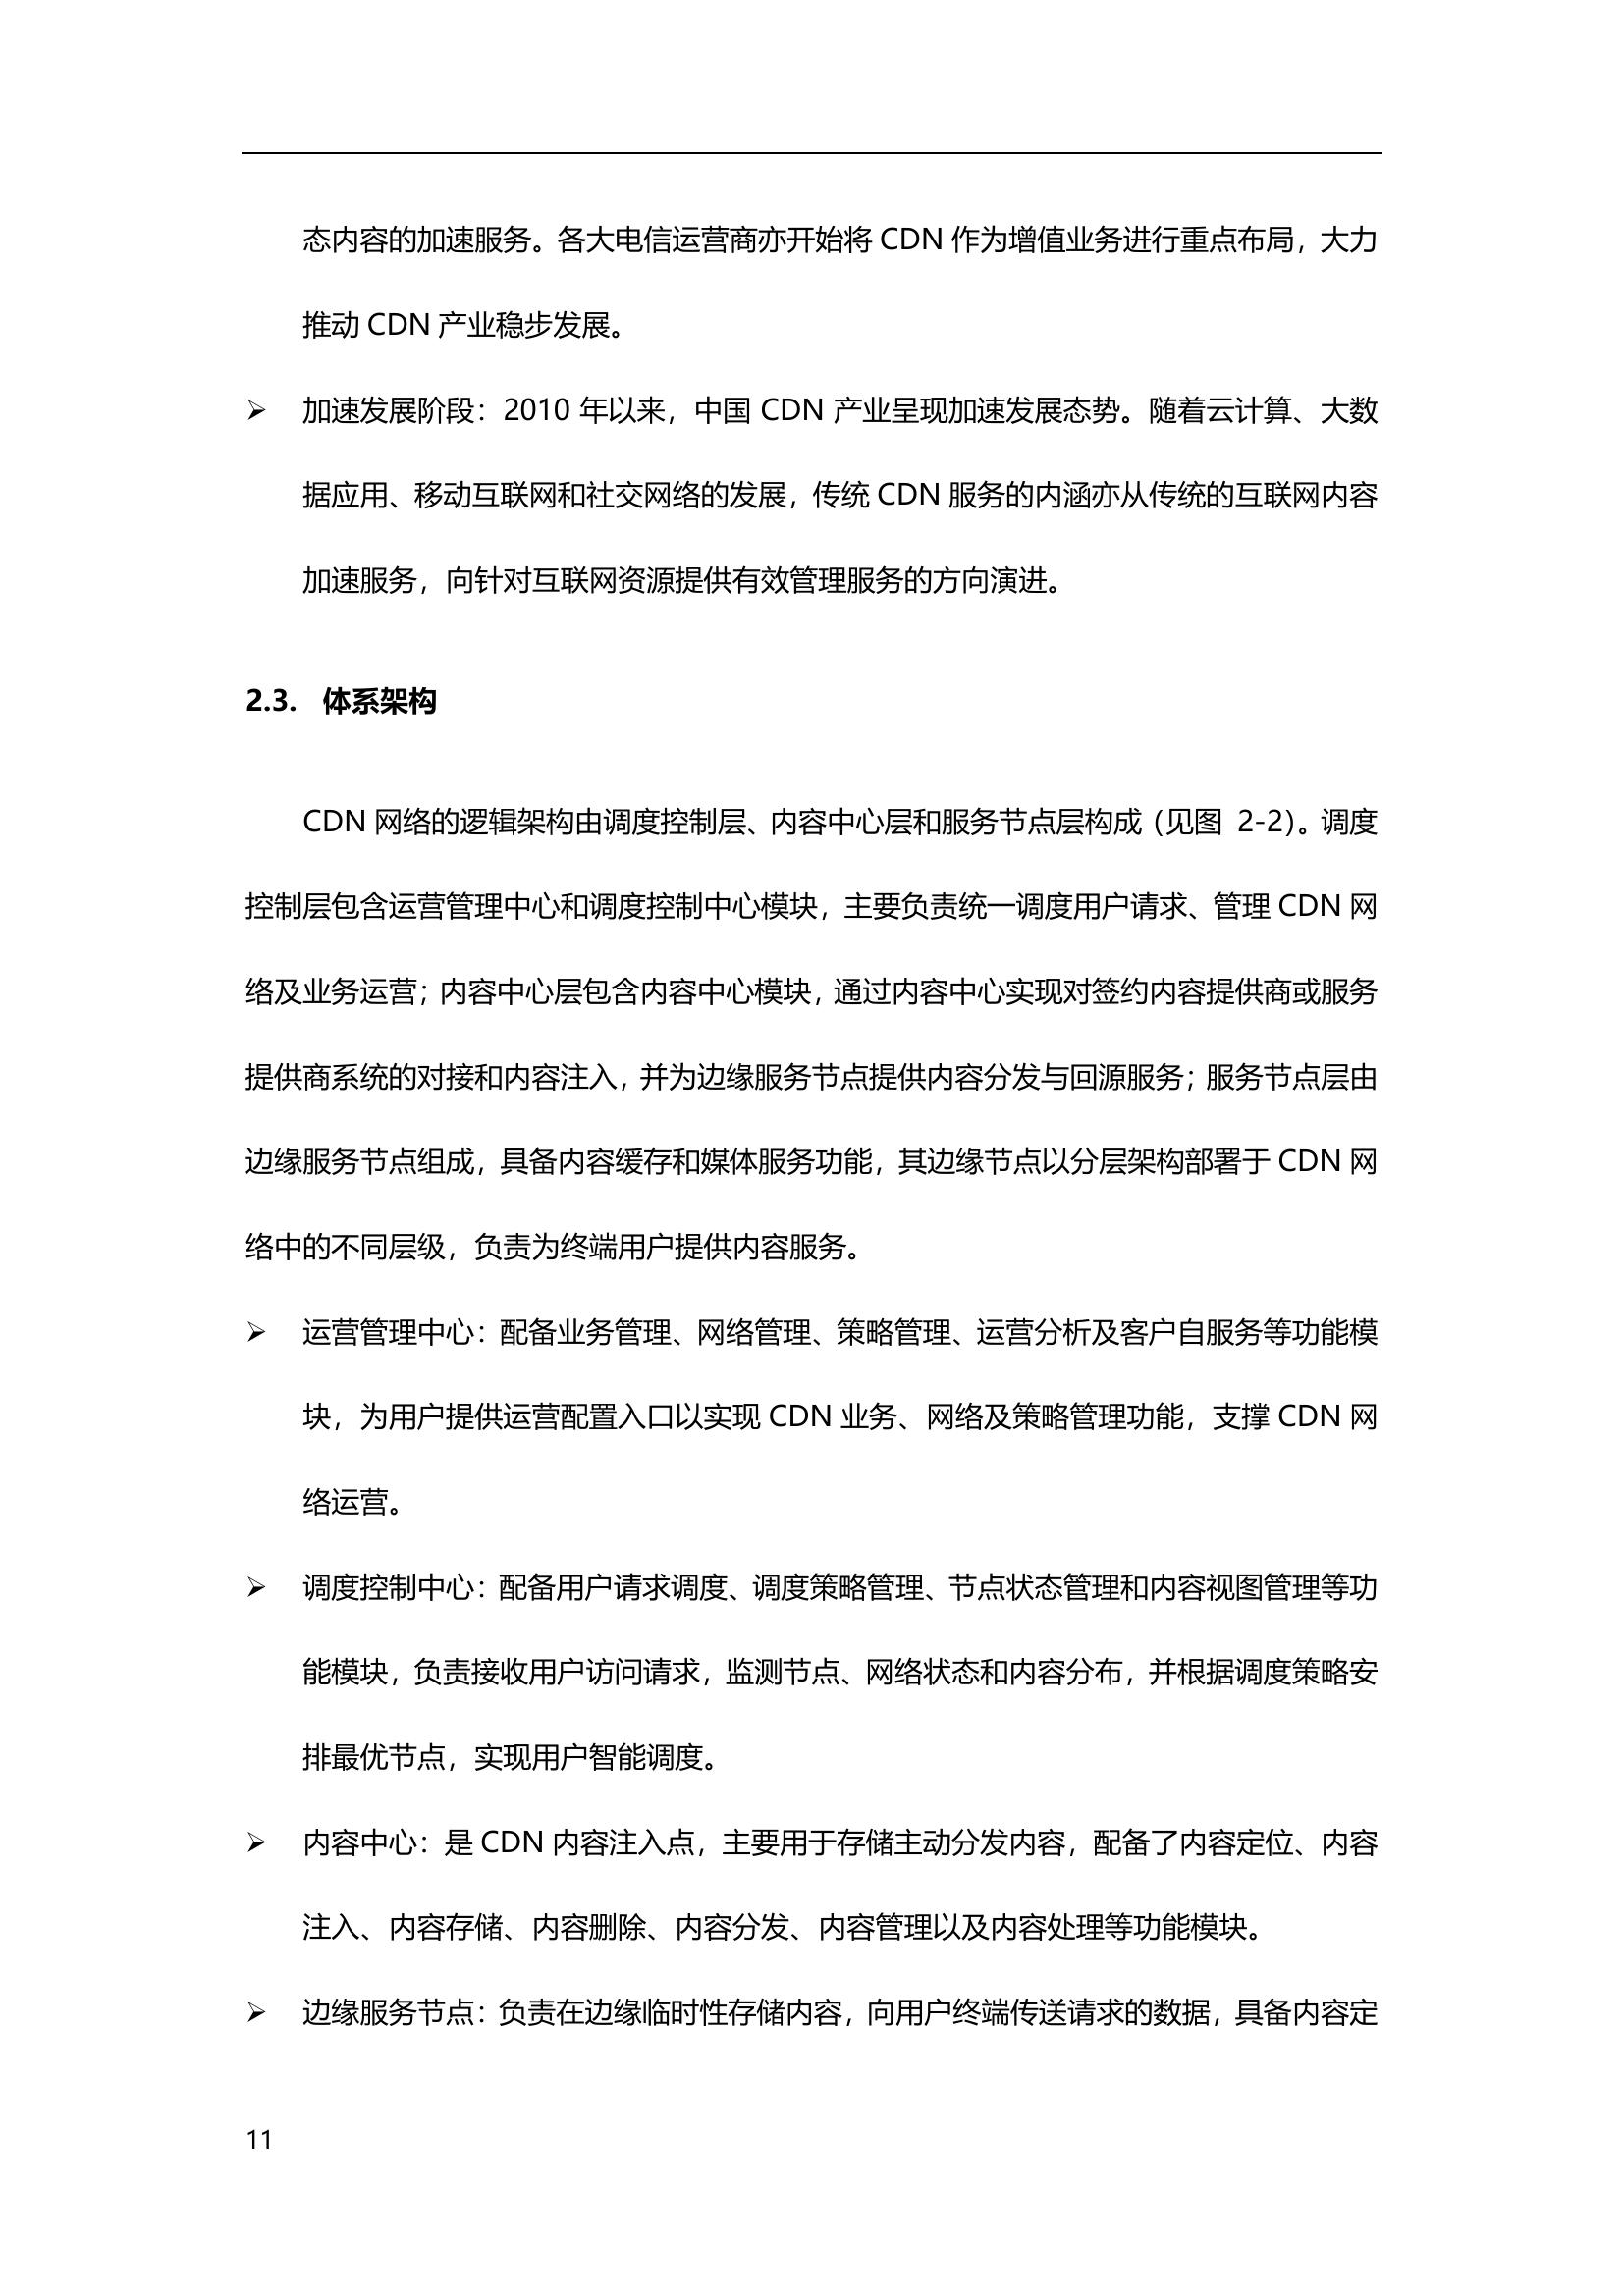 态内容的加速服务。各大电信运营商亦开始将 CDN 作为增值业务进行重点布局，大力
推动 CDN 产业稳步发展。
➢ 加速发展阶段：2010 年以来，中国 CDN 产业呈现加速发展态势。随着云计算、大数
据应用、移动互联网和社交网络的发展，传统 CDN 服务的内涵亦从传统的互联网内容
加速服务，向针对互联网资源提供有效管理服务的方向演进。
2.3. 体系架构
CDN 网络的逻辑架构由调度控制层、内容中心层和服务节点层构成（见图 2-2）。调度
控制层包含运营管理中心和调度控制中心模块，主要负责统一调度用户请求、管理 CDN 网
络及业务运营；内容中心层包含内容中心模块，通过内容中心实现对签约内容提供商或服务
提供商系统的对接和内容注入，并为边缘服务节点提供内容分发与回源服务；服务节点层由
边缘服务节点组成，具备内容缓存和媒体服务功能，其边缘节点以分层架构部署于 CDN 网
络中的不同层级，负责为终端用户提供内容服务。
➢ 运营管理中心：配备业务管理、网络管理、策略管理、运营分析及客户自服务等功能模
块，为用户提供运营配置入口以实现 CDN 业务、网络及策略管理功能，支撑 CDN 网
络运营。
➢ 调度控制中心：配备用户请求调度、调度策略管理、节点状态管理和内容视图管理等功
能模块，负责接收用户访问请求，监测节点、网络状态和内容分布，并根据调度策略安
排最优节点，实现用户智能调度。
➢ 内容中心：是 CDN 内容注入点，主要用于存储主动分发内容，配备了内容定位、内容
注入、内容存储、内容删除、内容分发、内容管理以及内容处理等功能模块。
➢ 边缘服务节点：负责在边缘临时性存储内容，向用户终端传送请求的数据，具备内容定
11